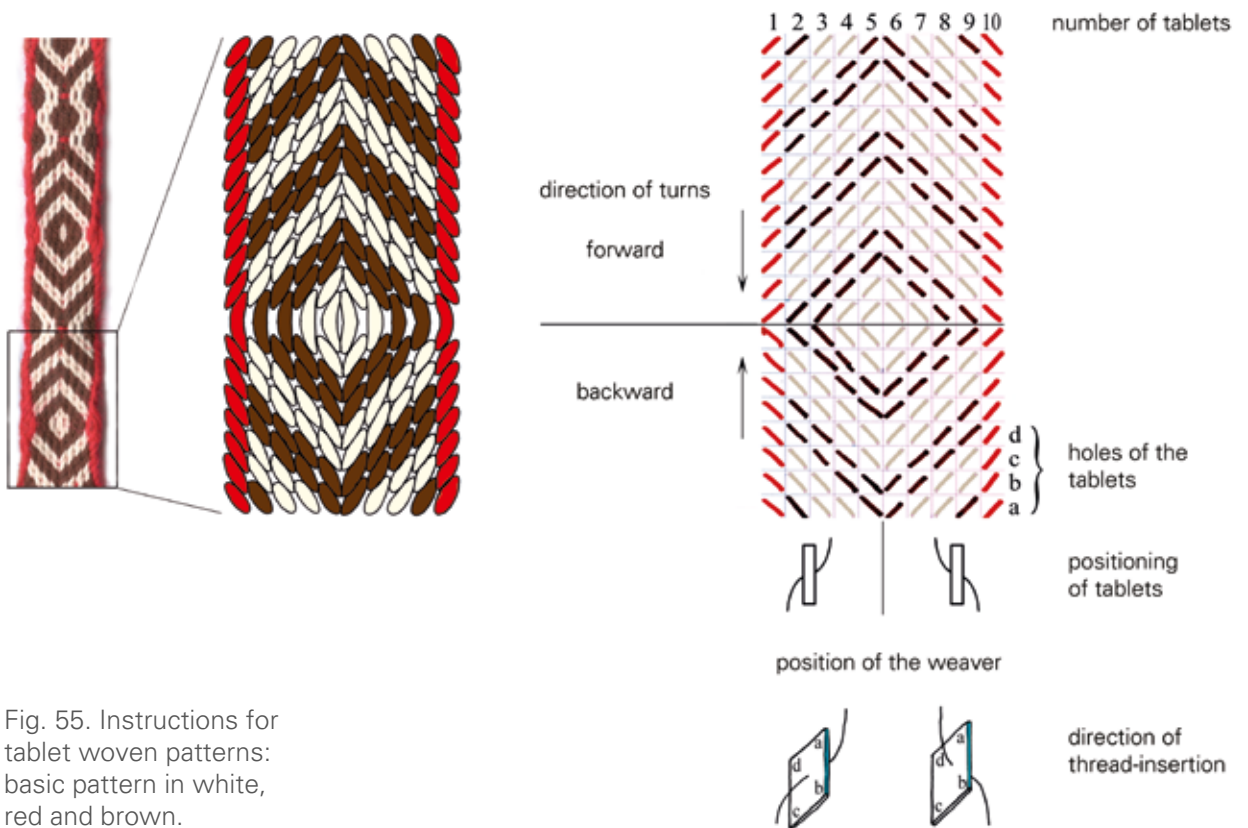 1 2 3 4 5 6 7 8 9 10
number of tablets
direction of turns
forward
backward
d
c
b
a
holes of the
tablets
positioning
of tablets
position of the weaver
a
d
b
c
a
d
b
c
direction of
thread-insertion
Fig. 55. Instructions for
tablet woven patterns:
basic pattern in white,
red and brown.